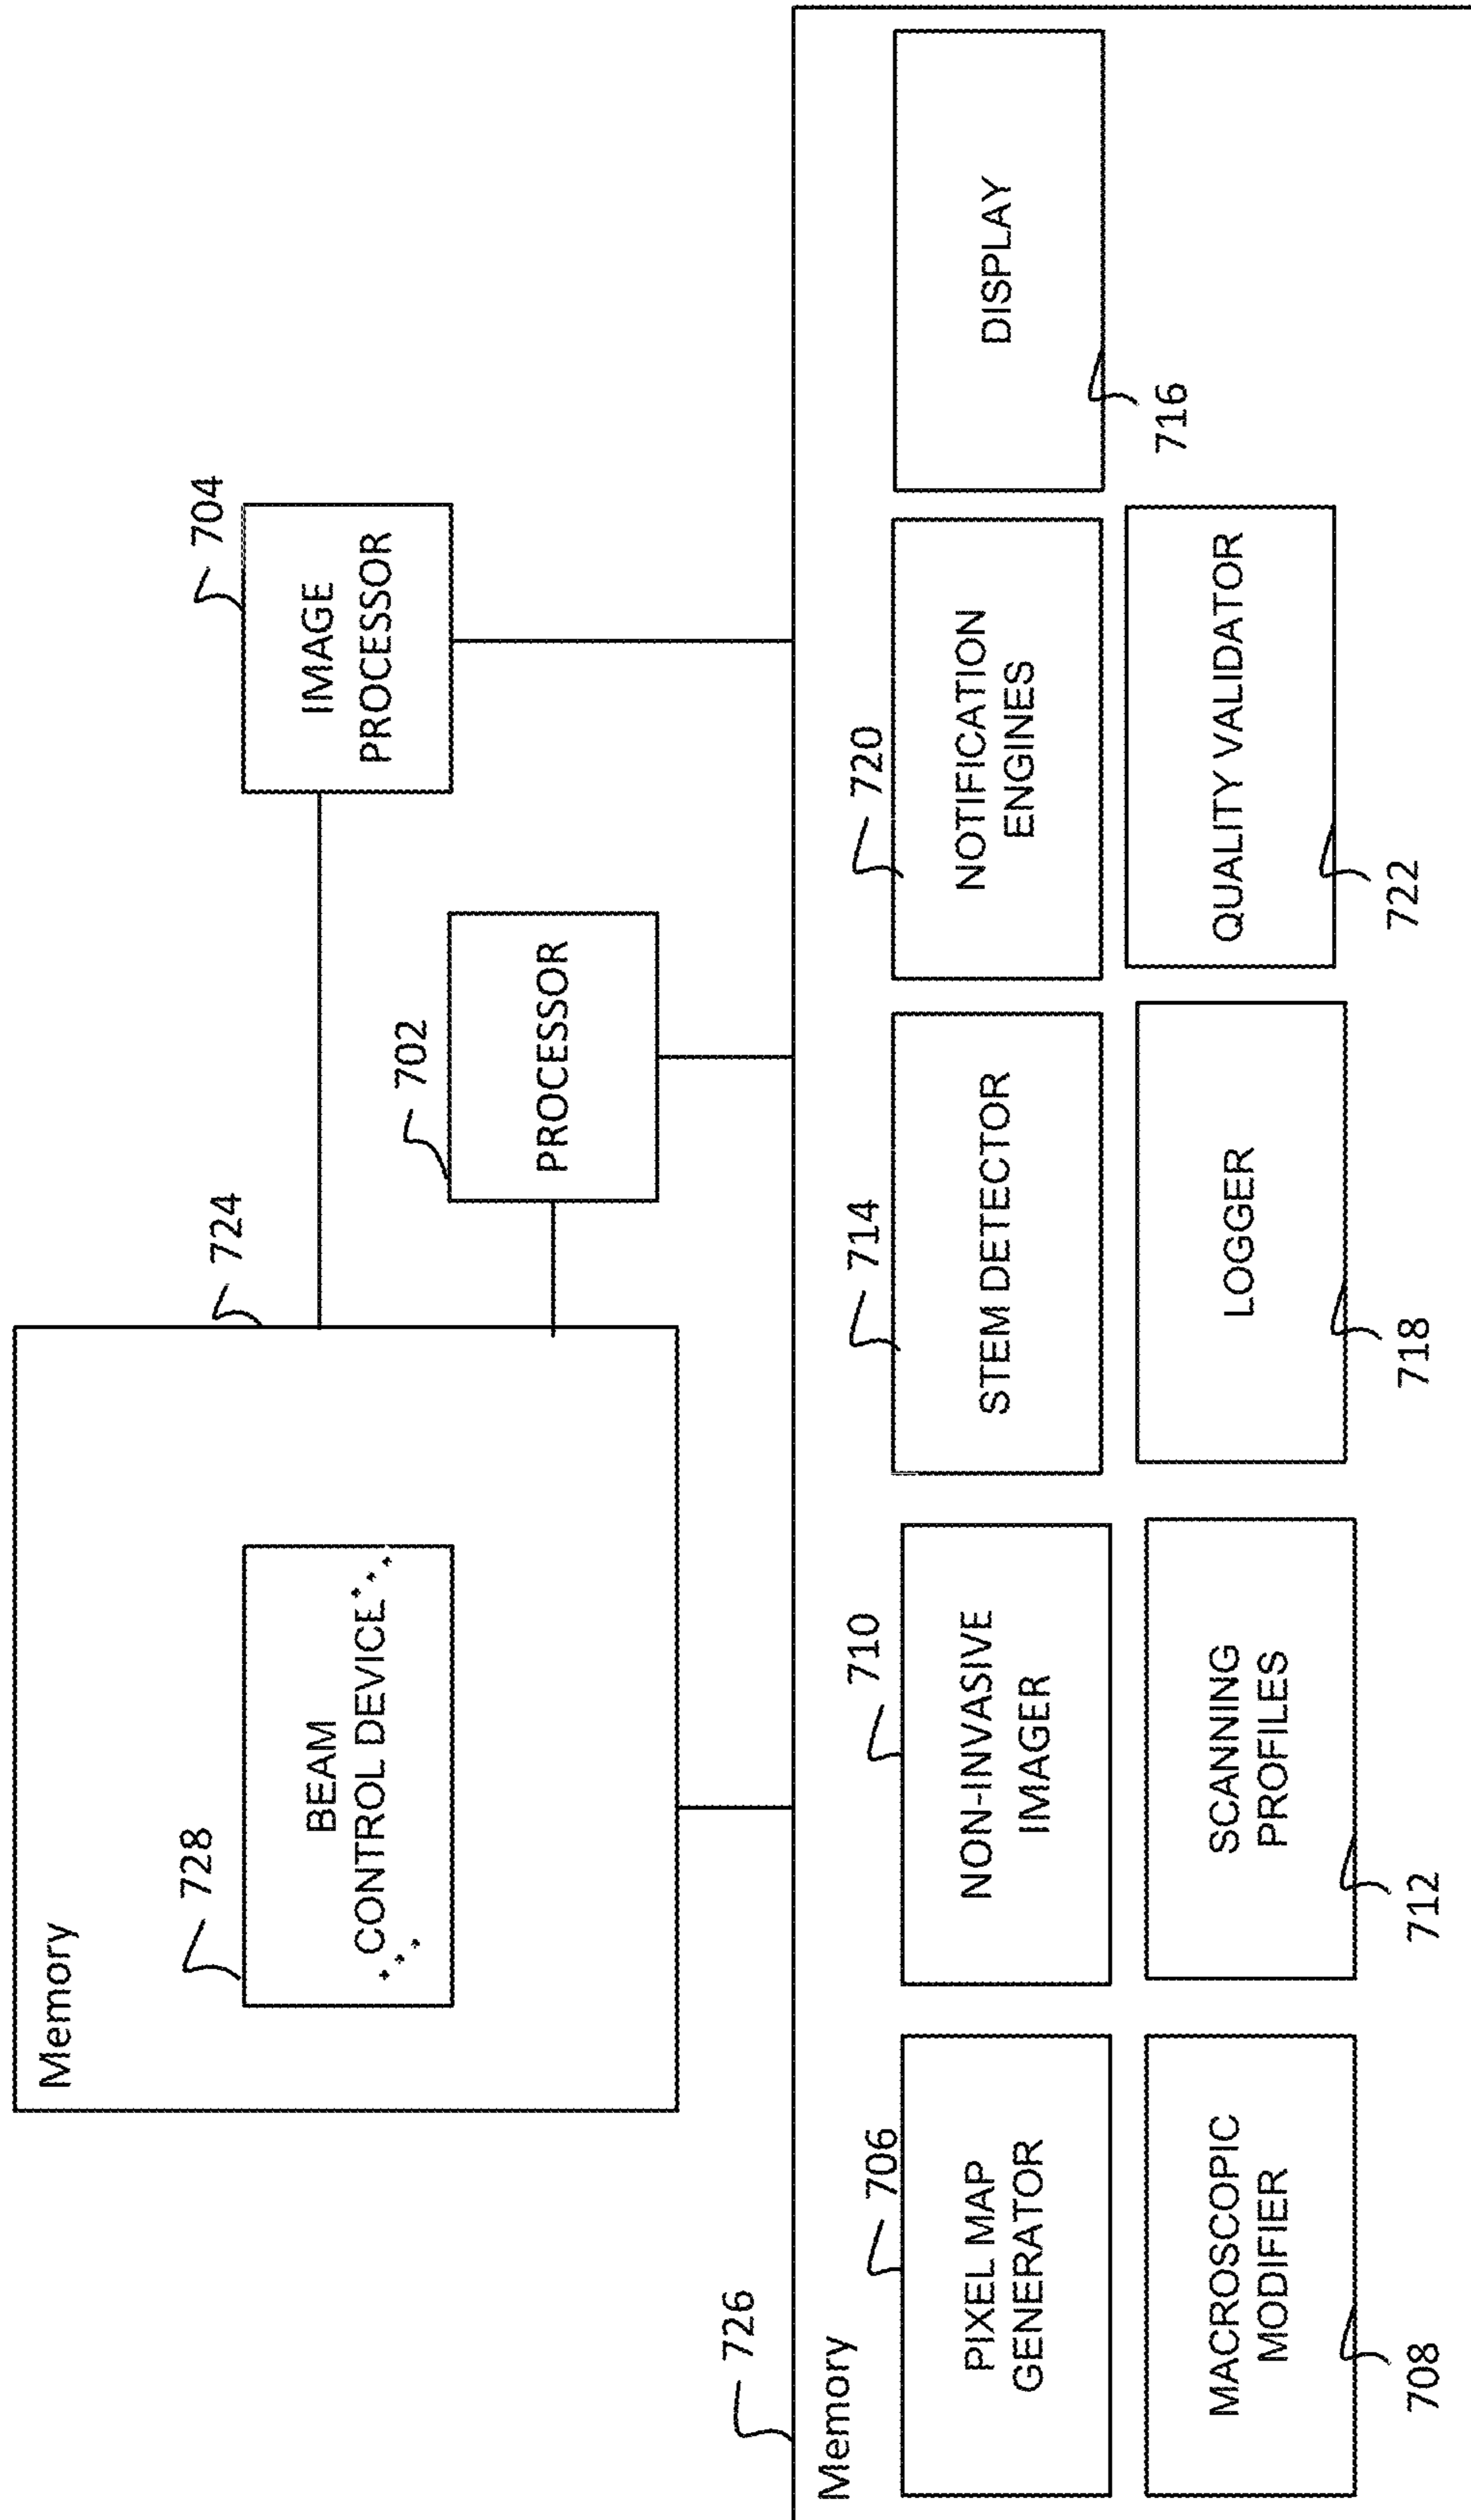 Memory
724
728
BEAM
CONTROL DEVICE
702
PROCESSOR
704
IMAGE
PROCESSOR
726
Memory
706
PIXEL MAP
GENERATOR
710
NON-INVASIVE
IMAGER
714
STEM DETECTOR
720
NOTIFICATION
ENGINES
DISPLAY
716
MACROSCOPIC
MODIFIER
708
SCANNING
PROFILES
712
LOGGER
718
QUALITY VALIDATOR
722